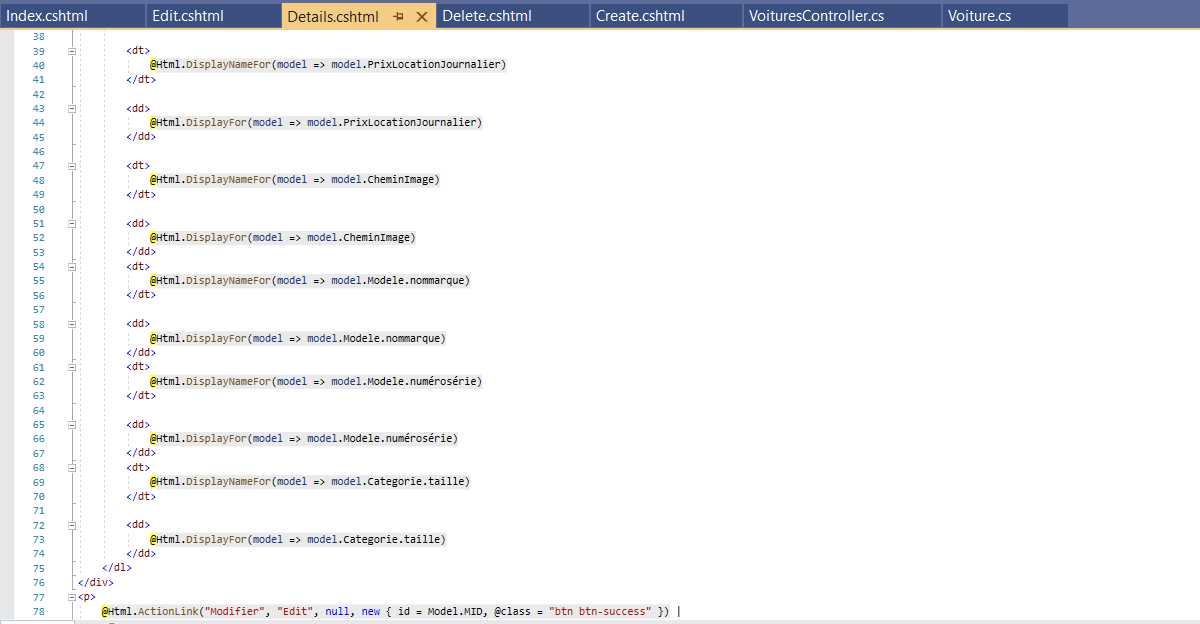 Index.cshtml Edit.cshtml Details.cshtml Delete.cshtml Create.cshtml VoituresController.cs Voiture.cs
38
39 <dt>
40 @Html.DisplayNameFor(model => model.PrixLocationJournalier)
41 </dt>
42
43 <dd>
44 @Html.DisplayFor(model => model.PrixLocationJournalier)
45 </dd>
46
47 <dt>
48 @Html.DisplayNameFor(model => model.CheminImage)
49 </dt>
50
51 <dd>
52 @Html.DisplayFor(model => model.CheminImage)
53 </dd>
54 <dt>
55 @Html.DisplayNameFor(model => model.Modele.nommarque)
56 </dt>
57
58 <dd>
59 @Html.DisplayFor(model => model.Modele.nommarque)
60 </dd>
61 <dt>
62 @Html.DisplayNameFor(model => model.Modele.numérosérie)
63 </dt>
64
65 <dd>
66 @Html.DisplayFor(model => model.Modele.numérosérie)
67 </dd>
68 <dt>
69 @Html.DisplayNameFor(model => model.Categorie.taille)
70 </dt>
71
72 <dd>
73 @Html.DisplayFor(model => model.Categorie.taille)
74 </dd>
75 </dl>
76 </div>
77 <p>
78 @Html.ActionLink("Modifier", "Edit", null, new { id = Model.MID, @class = "btn btn-success" }) |